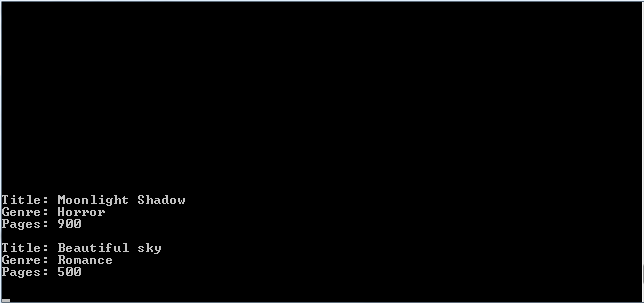 Title: Moonlight Shadow
Genre: Horror
Pages: 900
Title: Beautiful sky
Genre: Romance
Pages: 500